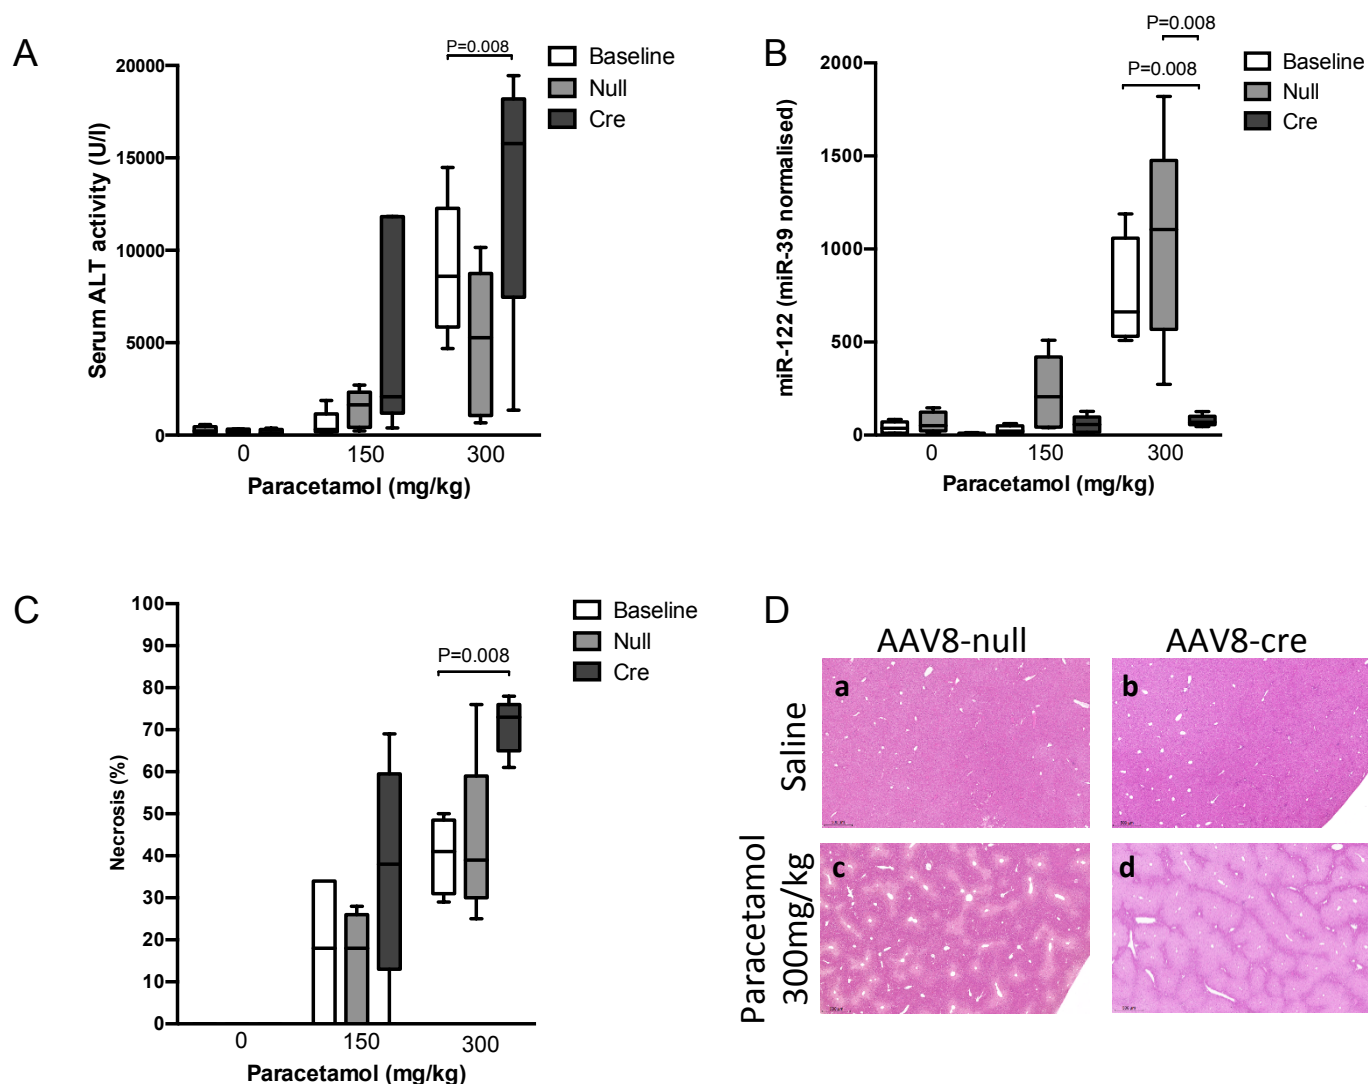 A
P=0.008
Baseline
Null
Cre
20000
15000
10000
5000
0
Serum ALT activity (U/l)
0
150
300
Paracetamol (mg/kg)
B
P=0.008
P=0.008
Baseline
Null
Cre
2000
1500
1000
500
0
miR-122 (miR-39 normalised)
0
150
300
Paracetamol (mg/kg)
C
P=0.008
Baseline
Null
Cre
100
90
80
70
60
50
40
30
20
10
0
Necrosis (%)
0
150
300
Paracetamol (mg/kg)
D
AAV8-null
AAV8-cre
Saline
Paracetamol
300mg/kg
a
b
c
d